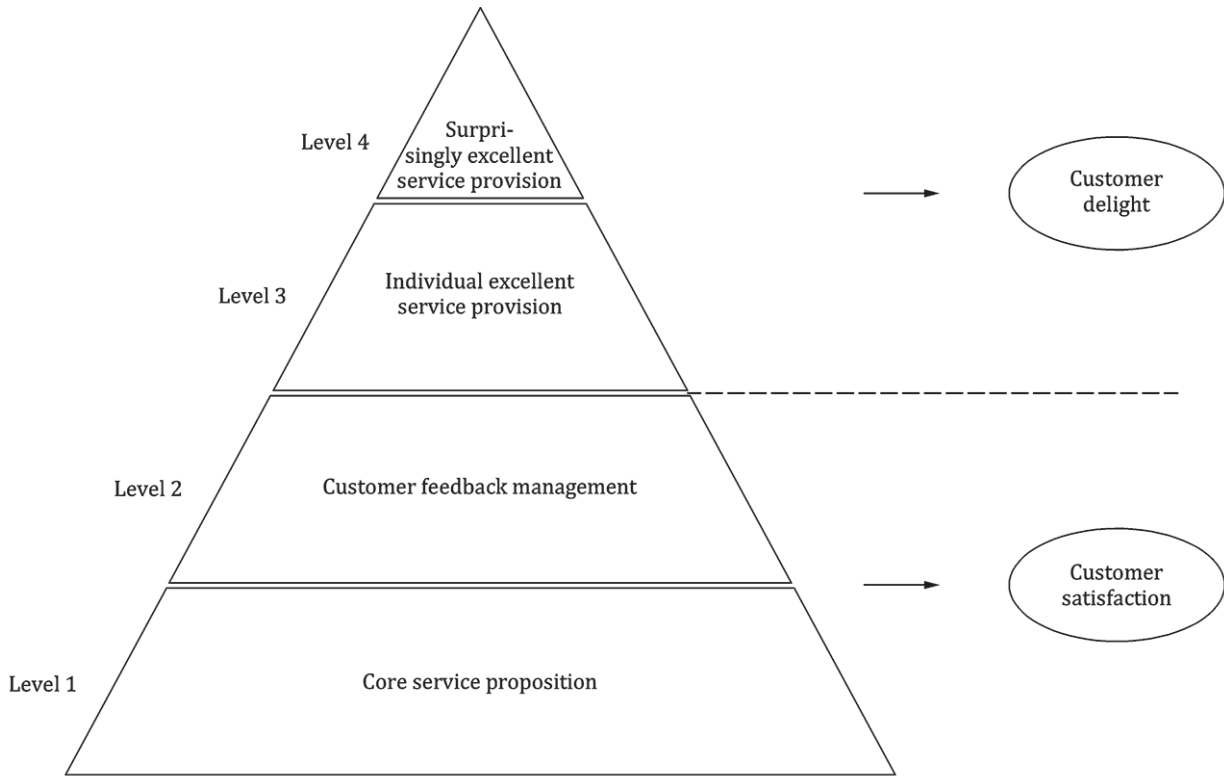 Level 4
Surpri-
singly excellent
service provision
Customer
delight
Level 3
Individual excellent
service provision
Level 2
Customer feedback management
Customer
satisfaction
Level 1
Core service proposition